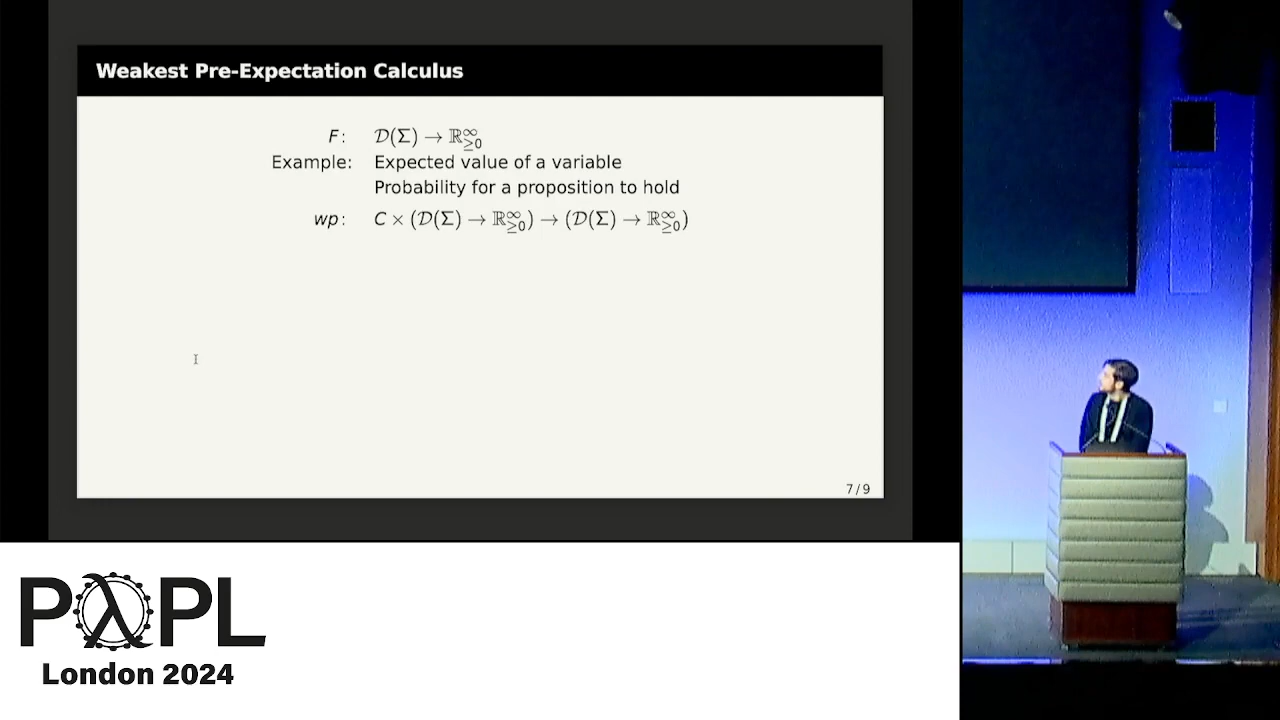 Weakest Pre-Expectation Calculus
F: 𝒟(Σ) → ℝ^∞_≥0
Example: Expected value of a variable
Probability for a proposition to hold
wp: C × (𝒟(Σ) → ℝ^∞_≥0) → (𝒟(Σ) → ℝ^∞_≥0)
7/9
PλPL
London 2024